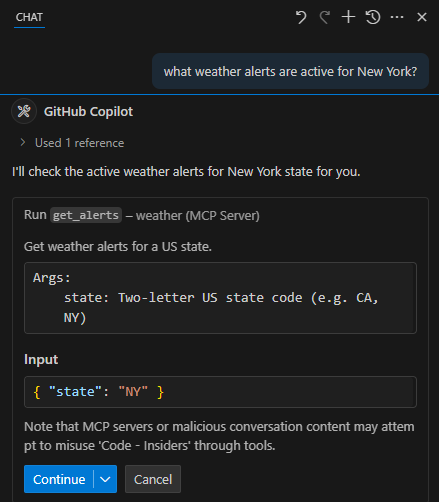 CHAT
what weather alerts are active for New York?
GitHub Copilot
Used 1 reference
I'll check the active weather alerts for New York state for you.
Run get_alerts – weather (MCP Server)
Get weather alerts for a US state.
Args:
state: Two-letter US state code (e.g. CA,
NY)
Input
{ "state": "NY" }
Note that MCP servers or malicious conversation content may attem
pt to misuse 'Code - Insiders' through tools.
Continue
Cancel